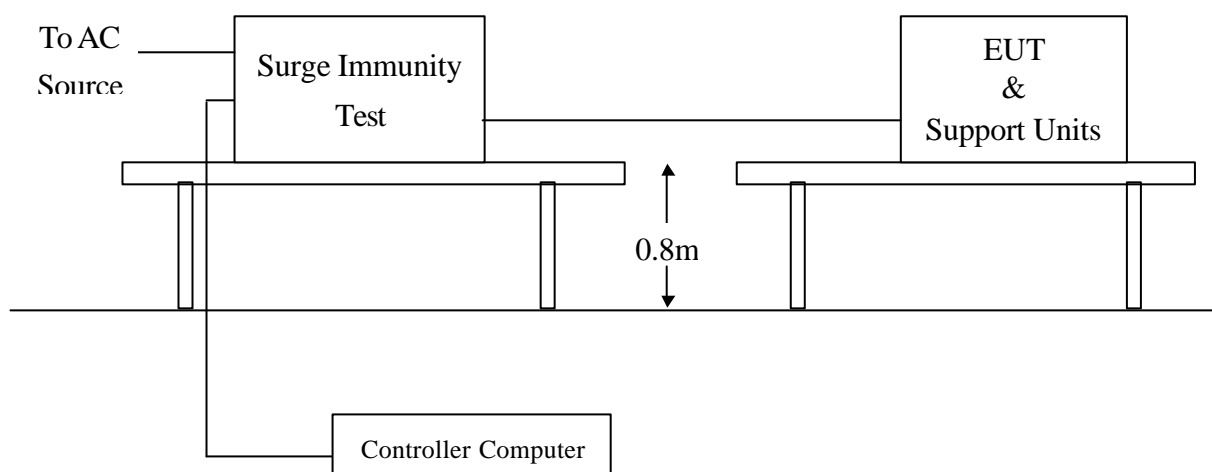 To AC
Source
Surge Immunity
Test
EUT
&
Support Units
0.8m
Controller Computer